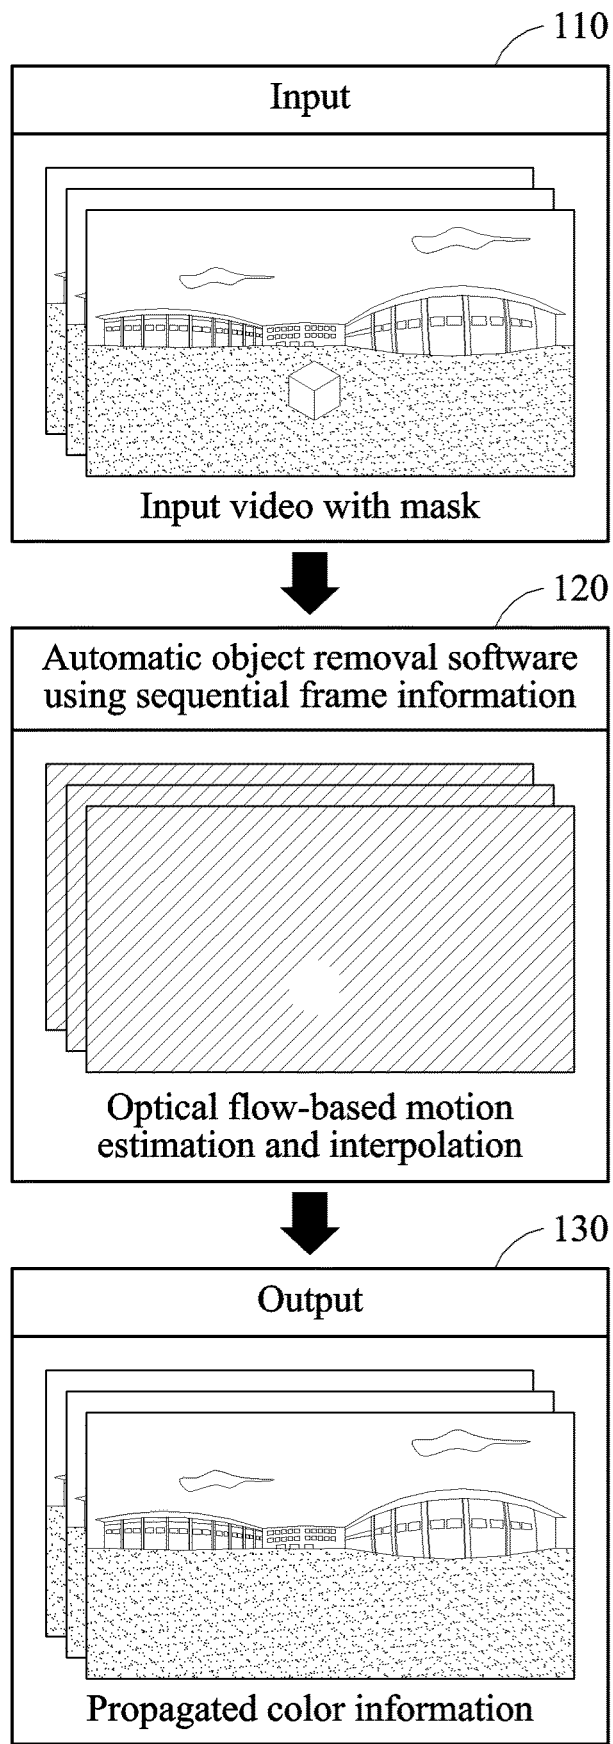 110
Input
Input video with mask
120
Automatic object removal software
using sequential frame information
Optical flow-based motion
estimation and interpolation
130
Output
Propagated color information